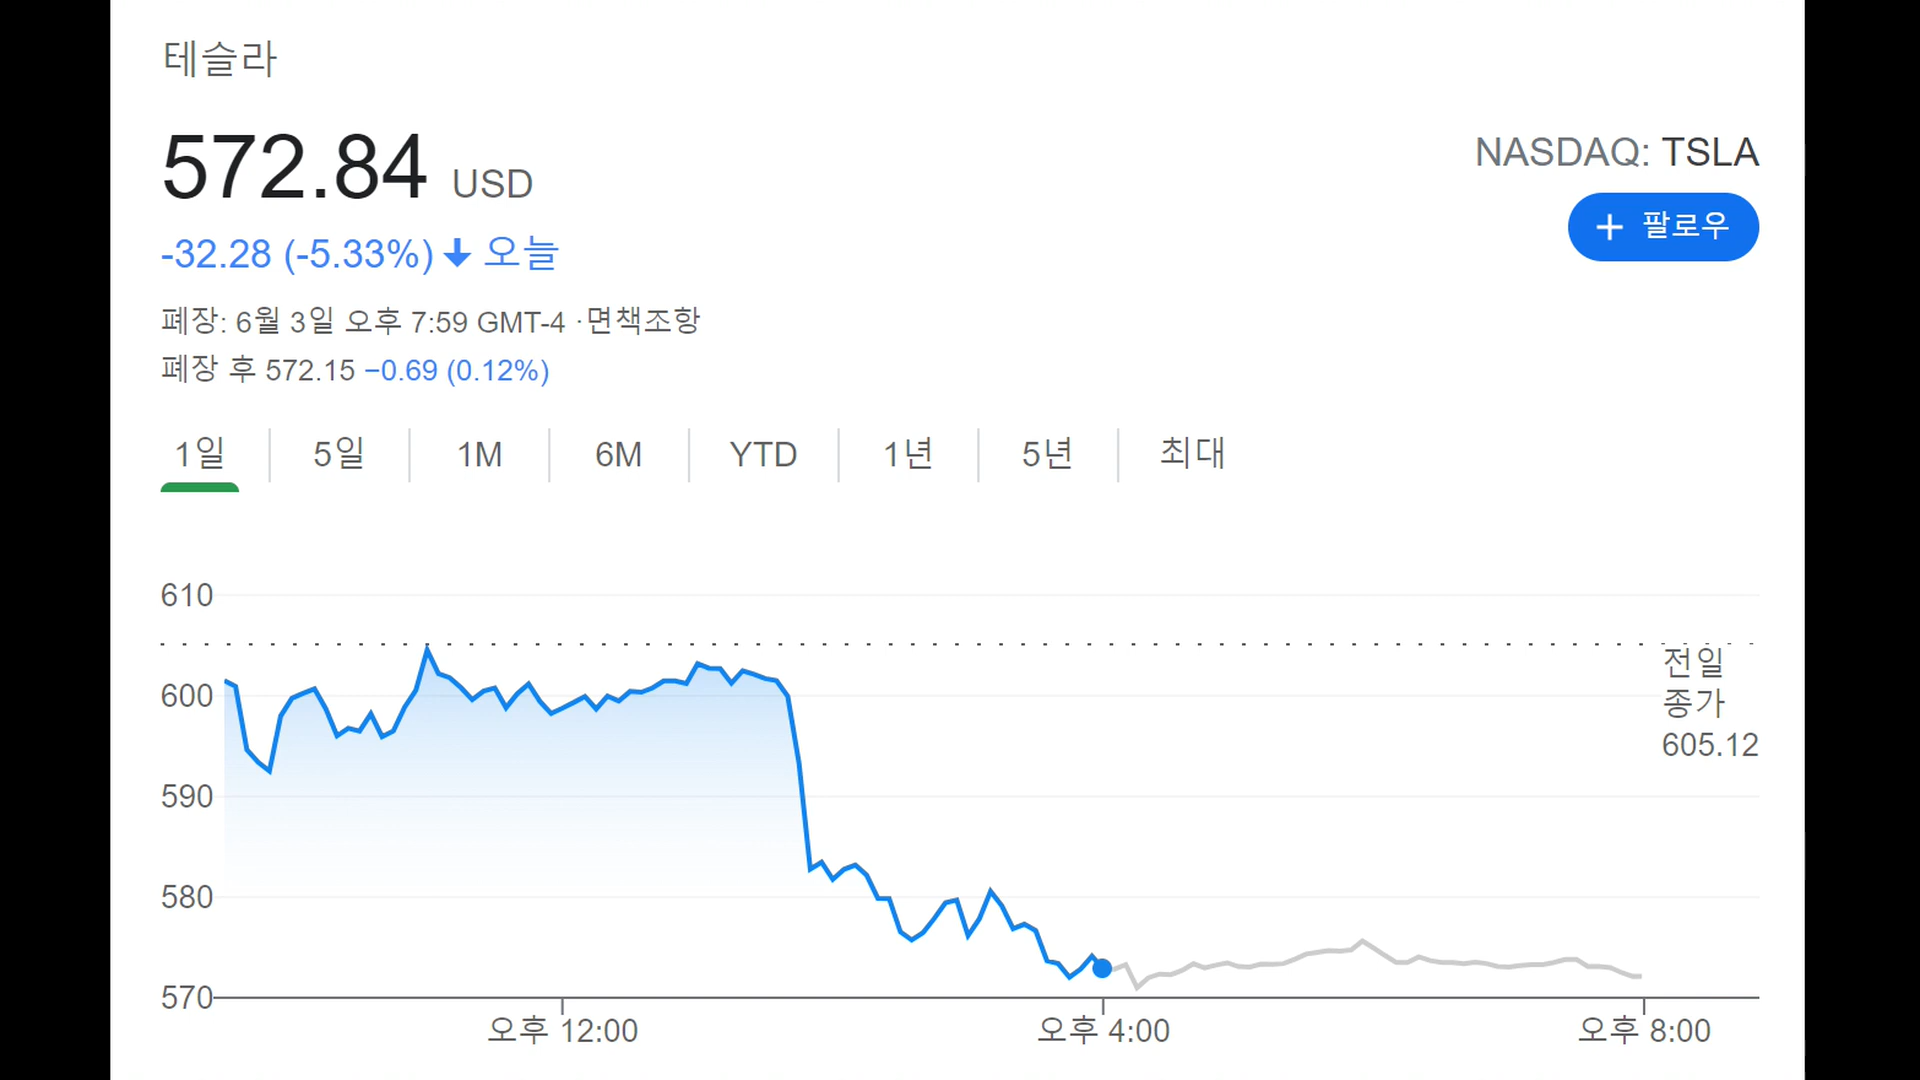 테슬라
572.84 USD
NASDAQ: TSLA
+ 팔로우
-32.28 (-5.33%) ↓ 오늘
폐장: 6월 3일 오후 7:59 GMT-4 ·면책조항
폐장 후 572.15 −0.69 (0.12%)
1일 5일 1M 6M YTD 1년 5년 최대
610
600
590
580
570
전일
종가
605.12
오후 12:00 오후 4:00 오후 8:00